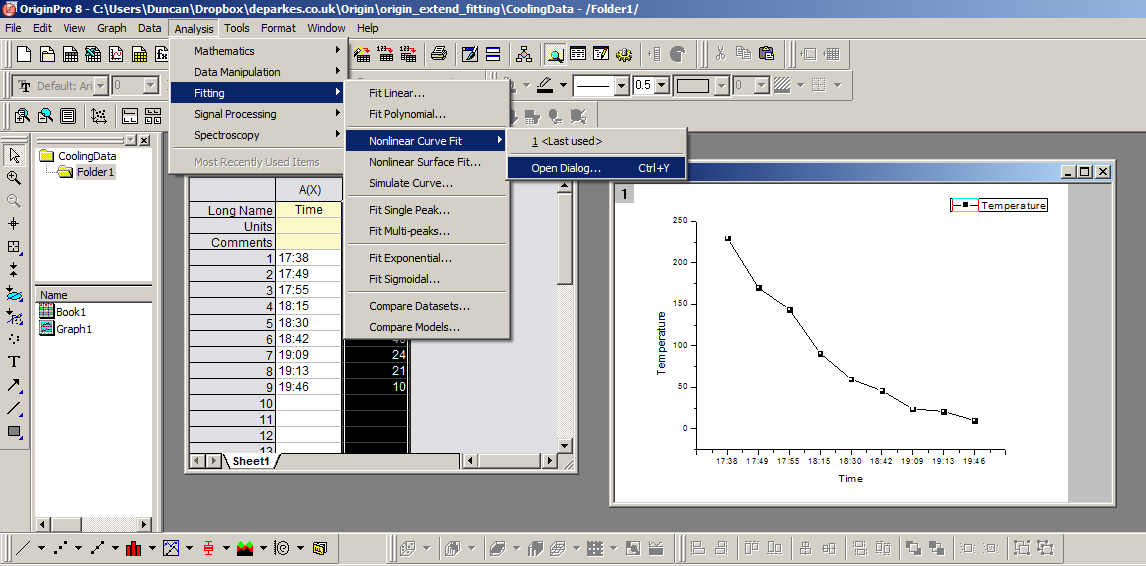 OriginPro 8 - C:\Users\Duncan\Dropbox\deparkes.co.uk\Origin\origin_extend_fitting\CoolingData - /Folder1/
File Edit View Graph Data Analysis Tools Format Window Help
Default: Ari 0
0.5 0
Mathematics
Data Manipulation
Fitting
Signal Processing
Spectroscopy
Most Recently Used Items
Fit Linear...
Fit Polynomial...
Nonlinear Curve Fit
Nonlinear Surface Fit...
Simulate Curve...
Fit Single Peak...
Fit Multi-peaks...
Fit Exponential...
Fit Sigmoidal...
Compare Datasets...
Compare Models...
1 <Last used>
Open Dialog... Ctrl+Y
CoolingData
Folder1
Name
Book1
Graph1
A(X)
Long Name Time
Units
Comments
1 17:38
2 17:49
3 17:55
4 18:15
5 18:30
6 18:42
7 19:09 24
8 19:13 21
9 19:46 10
10
11
12
13
Sheet1
1
Temperature
250
200
150
100
50
0
Temperature
17:38 17:49 17:55 18:15 18:30 18:42 19:09 19:13 19:46
Time
T